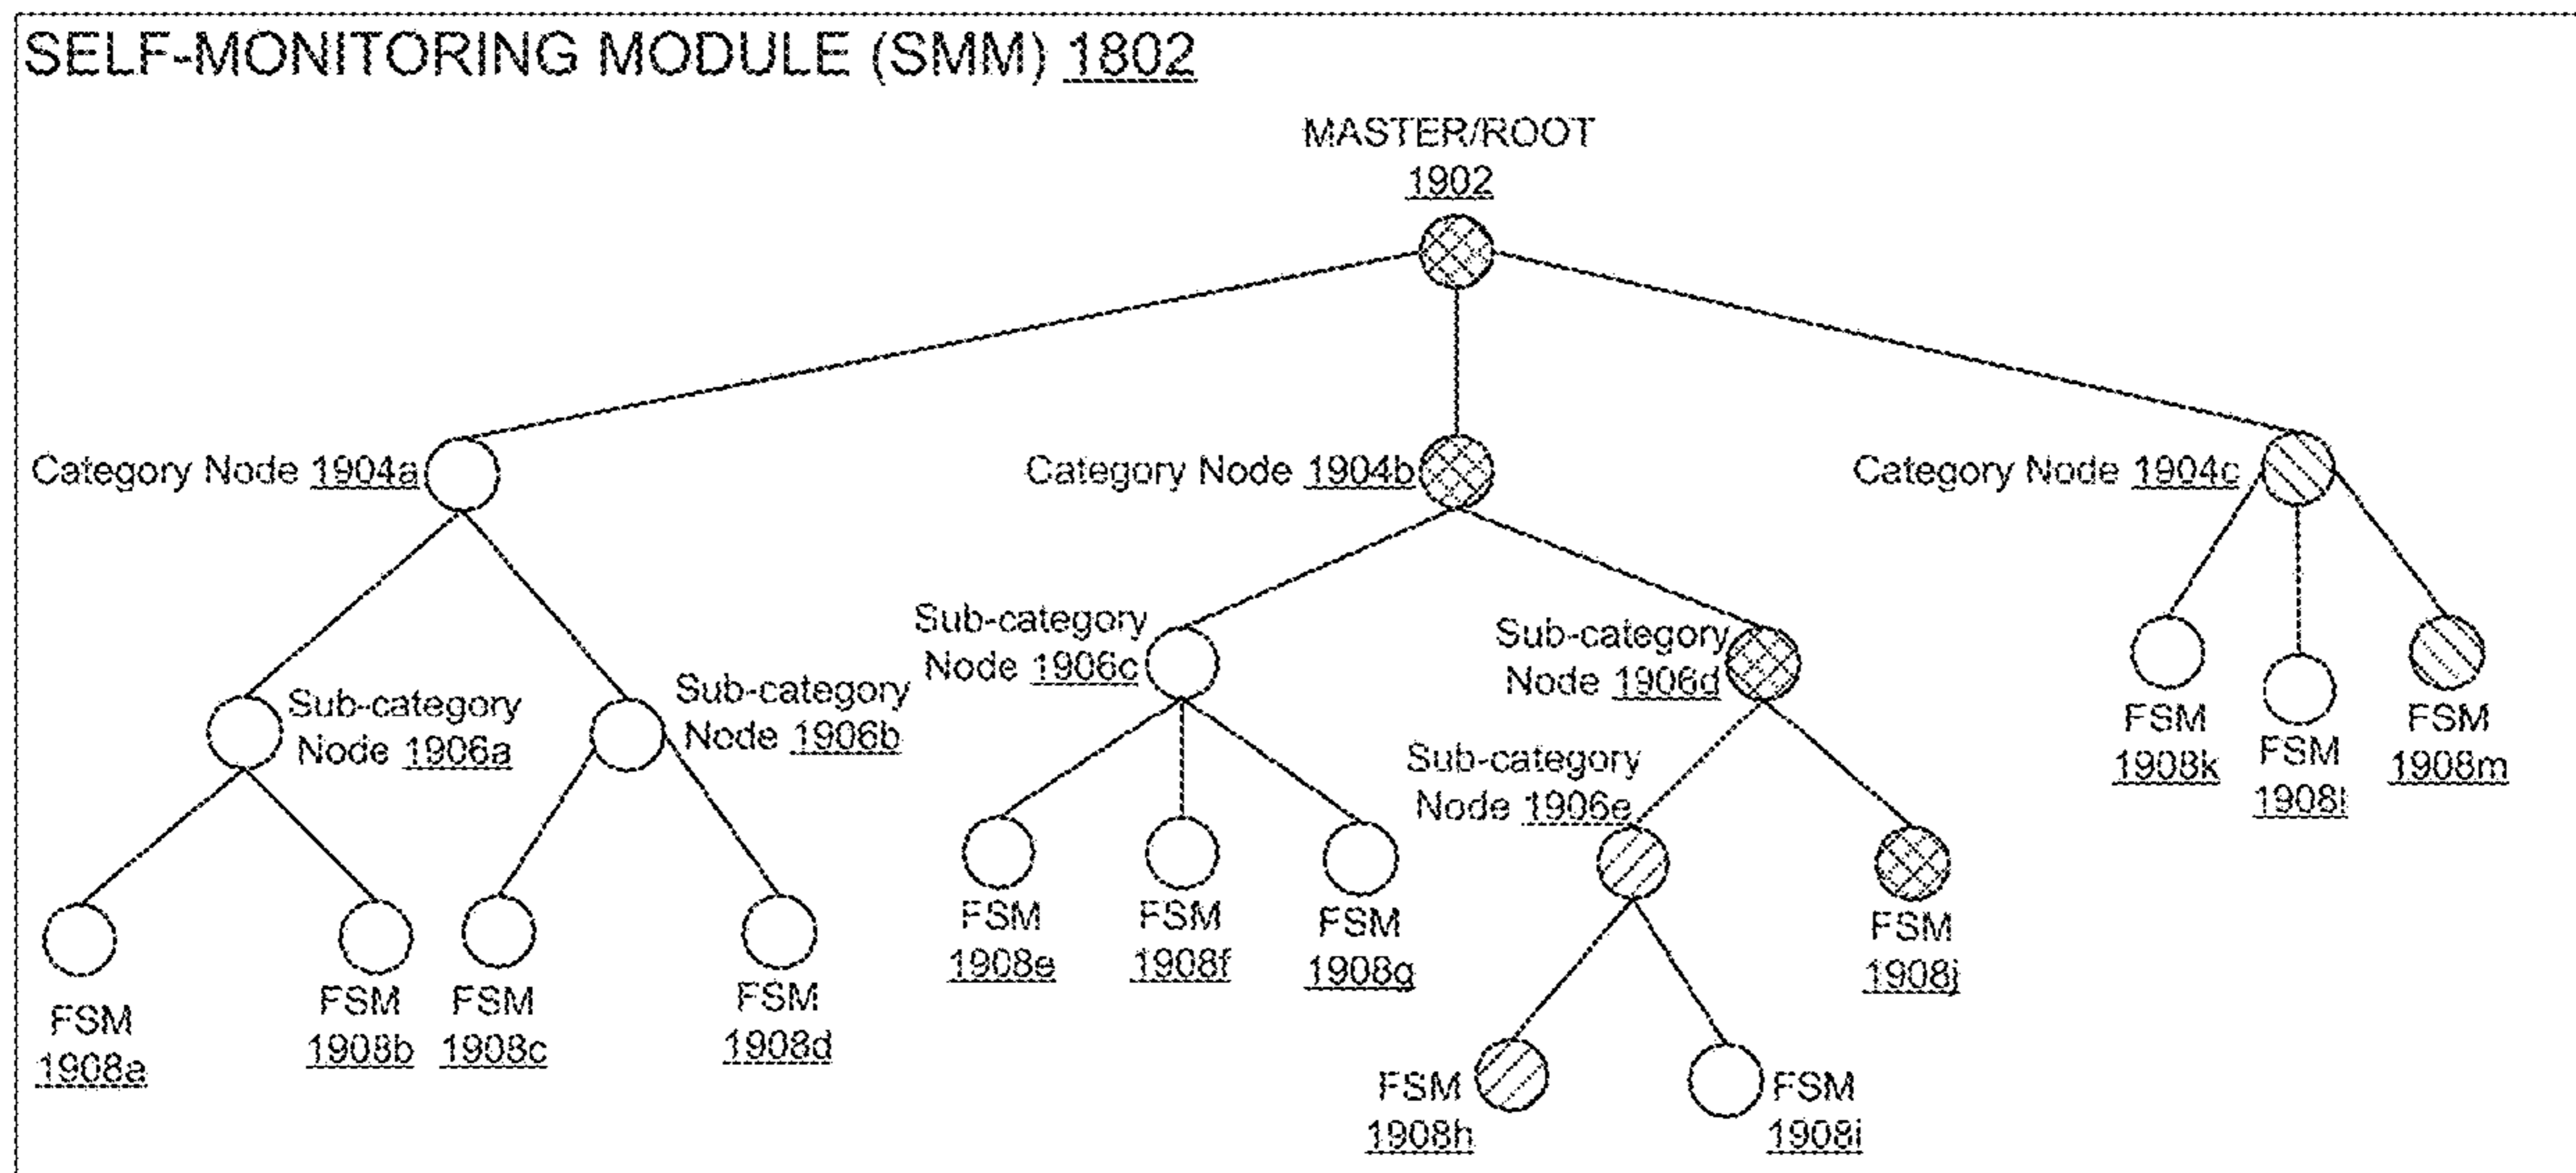 SELF-MONITORING MODULE (SMM) 1802
MASTER/ROOT
1902
Category Node 1904a
Category Node 1904b
Category Node 1904c
Sub-category
Node 1906a
Sub-category
Node 1906b
Sub-category
Node 1906c
Sub-category
Node 1906d
Sub-category
Node 1906e
FSM
1908a
FSM
1908b
FSM
1908c
FSM
1908d
FSM
1908e
FSM
1908f
FSM
1908g
FSM
1908h
FSM
1908i
FSM
1908j
FSM
1908k
FSM
1908l
FSM
1908m